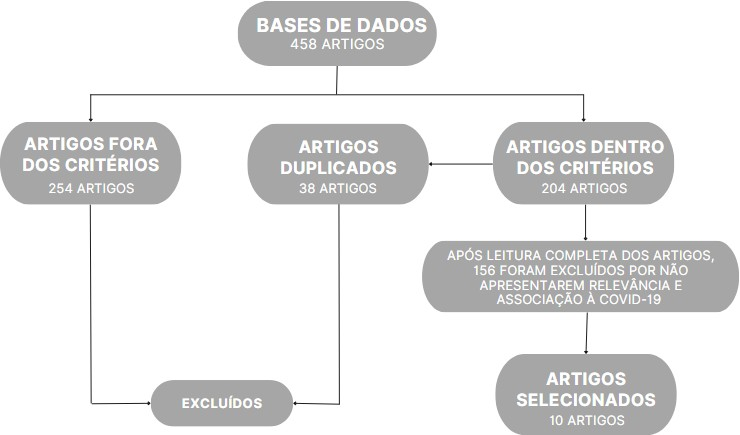 BASES DE DADOS
458 ARTIGOS
ARTIGOS FORA
DOS CRITÉRIOS
254 ARTIGOS
ARTIGOS
DUPLICADOS
38 ARTIGOS
ARTIGOS DENTRO
DOS CRITÉRIOS
204 ARTIGOS
APÓS LEITURA COMPLETA DOS ARTIGOS,
156 FORAM EXCLUÍDOS POR NÃO
APRESENTAREM RELEVÂNCIA E
ASSOCIAÇÃO À COVID-19
EXCLUÍDOS
ARTIGOS
SELECIONADOS
10 ARTIGOS